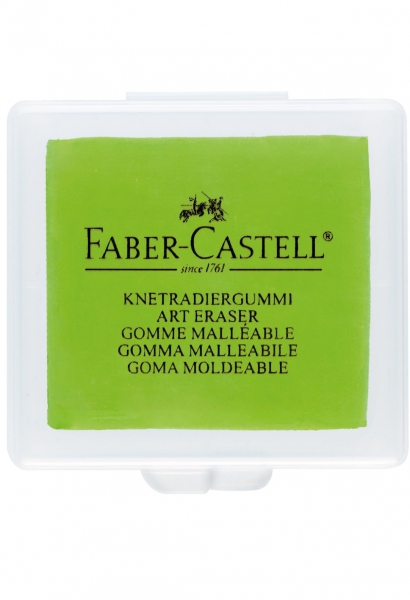 FABER-CASTELL®
since 1761
KNETRADIERGUMMI
ART ERASER
GOMME MALLÉABLE
GOMMA MALLEABILE
GOMA MOLDEABLE